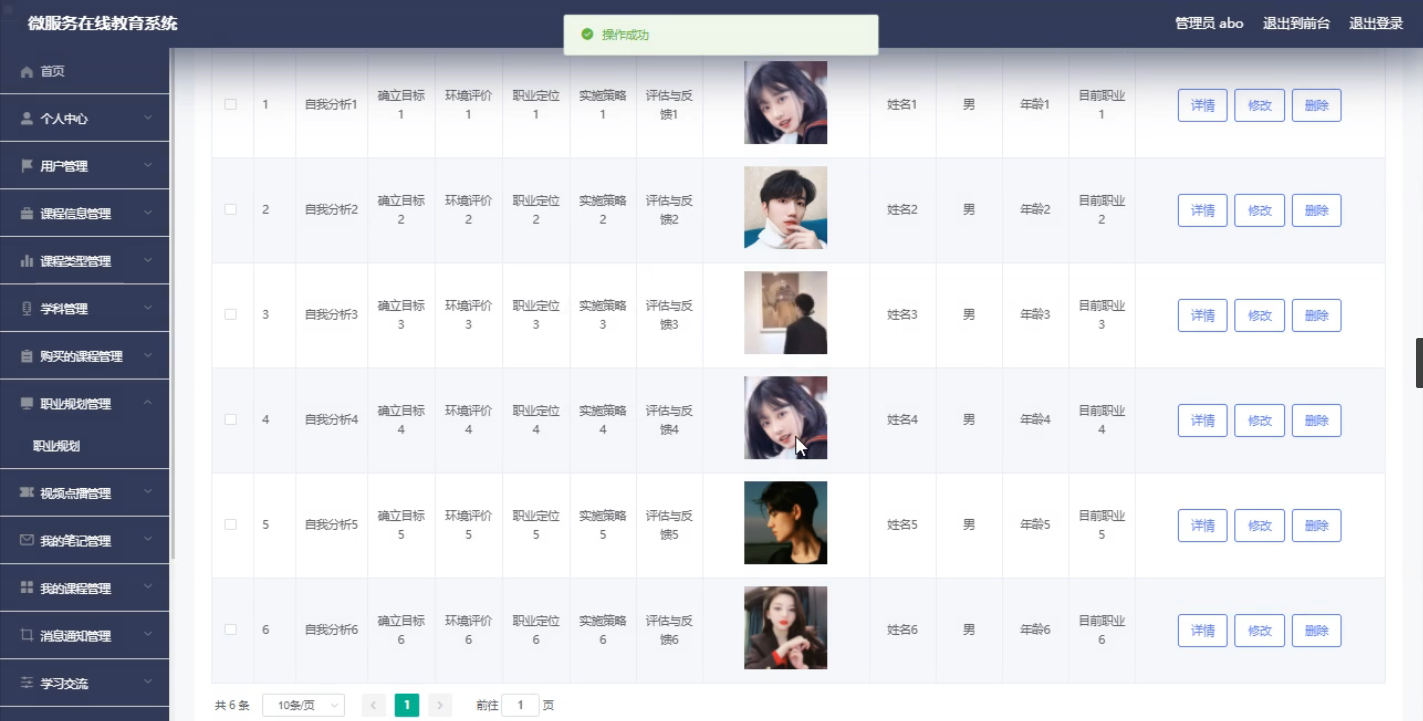 微服务在线教育系统
操作成功
管理员 abo 退出到前台 退出登录
首页
个人中心
用户管理
课程信息管理
课程类型管理
学科管理
购买的课程管理
职业规划管理
职业规划
视频点播管理
我的笔记管理
我的课程管理
消息通知管理
学习交流
1 自我分析1 确立目标1 环境评价1 职业定位1 实施策略1 评估与反馈1 姓名1 男 年龄1 目前职业1 详情 修改 删除
2 自我分析2 确立目标2 环境评价2 职业定位2 实施策略2 评估与反馈2 姓名2 男 年龄2 目前职业2 详情 修改 删除
3 自我分析3 确立目标3 环境评价3 职业定位3 实施策略3 评估与反馈3 姓名3 男 年龄3 目前职业3 详情 修改 删除
4 自我分析4 确立目标4 环境评价4 职业定位4 实施策略4 评估与反馈4 姓名4 男 年龄4 目前职业4 详情 修改 删除
5 自我分析5 确立目标5 环境评价5 职业定位5 实施策略5 评估与反馈5 姓名5 男 年龄5 目前职业5 详情 修改 删除
6 自我分析6 确立目标6 环境评价6 职业定位6 实施策略6 评估与反馈6 姓名6 男 年龄6 目前职业6 详情 修改 删除
共 6 条 10条/页 1 前往 1 页